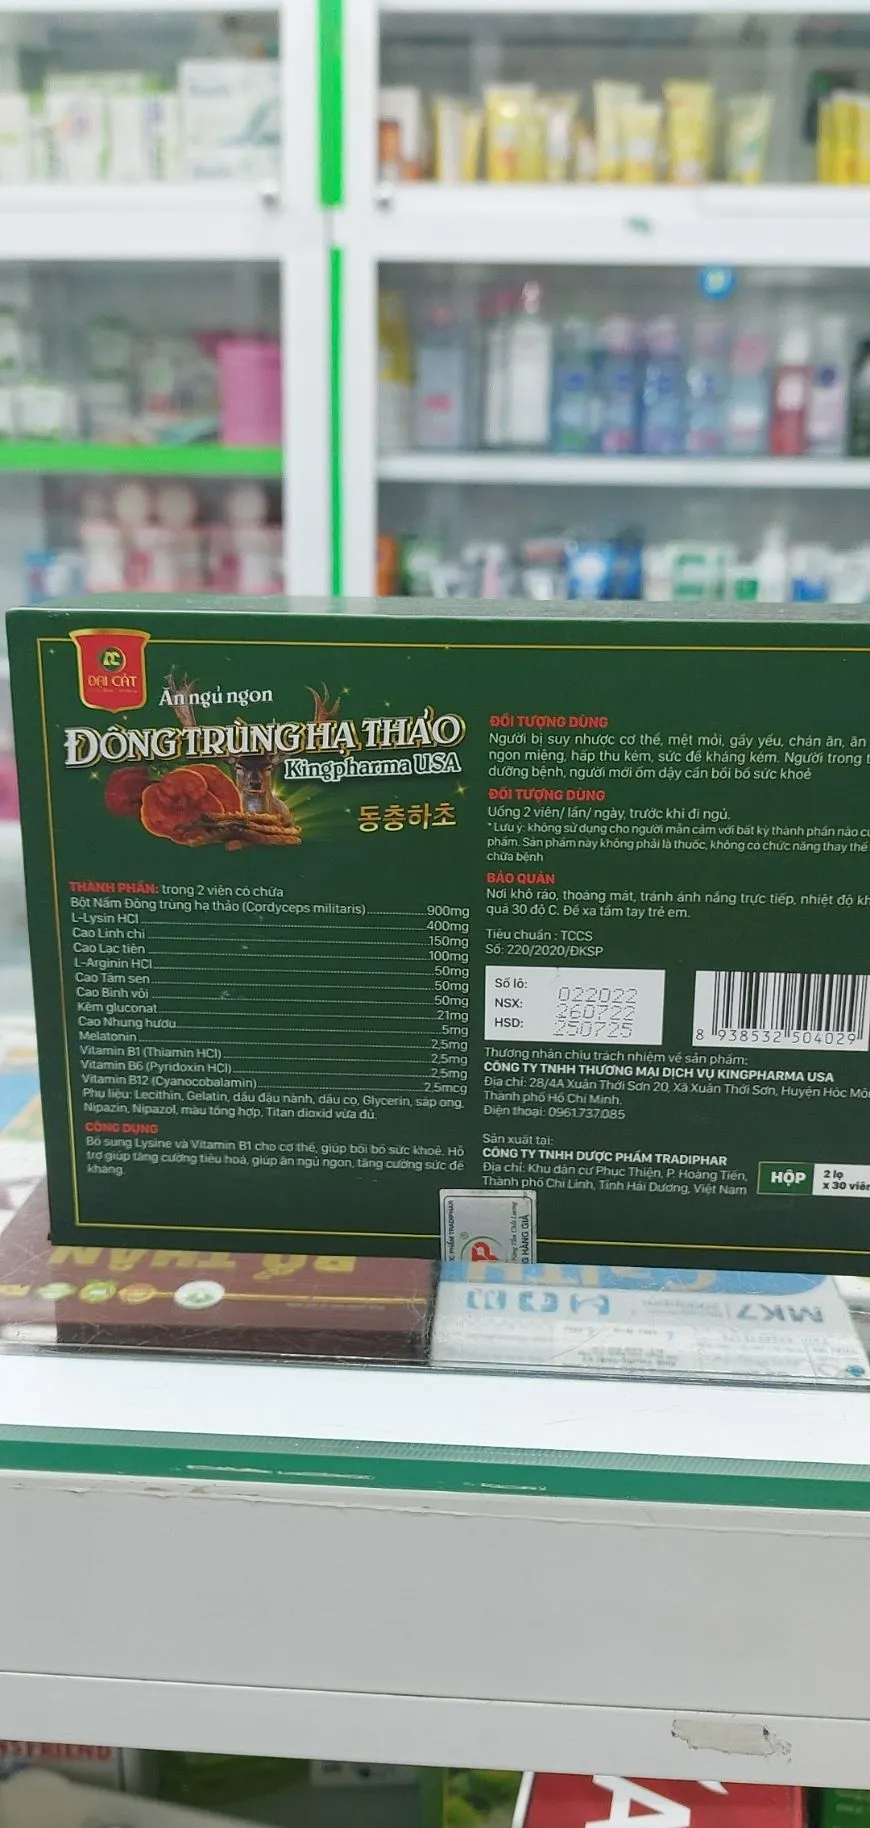 ĐẠI CÁT
Ăn ngủ ngon
ĐÔNG TRÙNG HẠ THẢO
Kingpharma USA
동충하초
THÀNH PHẦN: trong 2 viên có chứa
Bột Nấm Đông trùng hạ thảo (Cordyceps militaris)........900mg
L-Lysin HCl........400mg
Cao Linh chi........150mg
Cao Lạc tiên........100mg
L-Arginin HCl........50mg
Cao Tâm sen........50mg
Cao Bình vôi........50mg
Kẽm gluconat........21mg
Cao Nhung hươu........5mg
Melatonin........2,5mg
Vitamin B1 (Thiamin HCl)........2,5mg
Vitamin B6 (Pyridoxin HCl)........2,5mg
Vitamin B12 (Cyanocobalamin)........2,5mcg
Phụ liệu: Lecithin, Gelatin, dầu đậu nành, dầu cọ, Glycerin, sáp ong,
Nipazin, Nipazol, màu tổng hợp, Titan dioxid vừa đủ.
CÔNG DỤNG
Bổ sung Lysine và Vitamin B1 cho cơ thể, giúp bồi bổ sức khoẻ. Hỗ
trợ giúp tăng cường tiêu hoá, giúp ăn ngủ ngon, tăng cường sức đề
kháng.
ĐỐI TƯỢNG DÙNG
Người bị suy nhược cơ thể, mệt mỏi, gầy yếu, chán ăn, ăn
ngon miệng, hấp thu kém, sức đề kháng kém. Người trong t
dưỡng bệnh, người mới ốm dậy cần bồi bổ sức khoẻ
ĐỐI TƯỢNG DÙNG
Uống 2 viên/ lần/ ngày, trước khi đi ngủ.
* Lưu ý: không sử dụng cho người mẫn cảm với bất kỳ thành phần nào củ
phẩm. Sản phẩm này không phải là thuốc, không có chức năng thay thế
chữa bệnh
BẢO QUẢN
Nơi khô ráo, thoáng mát, tránh ánh nắng trực tiếp, nhiệt độ kh
quá 30 độ C. Để xa tầm tay trẻ em.
Tiêu chuẩn : TCCS
Số: 220/2020/ĐKSP
Số lô: 022022
NSX: 260722
HSD: 250725
8 938532 504029
Thương nhân chịu trách nhiệm về sản phẩm:
CÔNG TY TNHH THƯƠNG MẠI DỊCH VỤ KINGPHARMA USA
Địa chỉ: 28/4A Xuân Thới Sơn 20, Xã Xuân Thới Sơn, Huyện Hóc Mô
Thành phố Hồ Chí Minh.
Điện thoại: 0961.737.085
Sản xuất tại:
CÔNG TY TNHH DƯỢC PHẨM TRADIPHAR
Địa chỉ: Khu dân cư Phục Thiện, P. Hoàng Tiến,
Thành phố Chí Linh, Tỉnh Hải Dương, Việt Nam
HỘP 2 lọ
x 30 viên
MK7